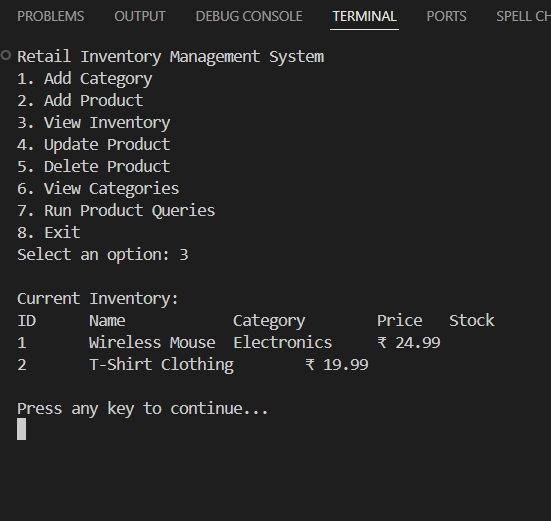 PROBLEMS OUTPUT DEBUG CONSOLE TERMINAL PORTS SPELL CH
Retail Inventory Management System
1. Add Category
2. Add Product
3. View Inventory
4. Update Product
5. Delete Product
6. View Categories
7. Run Product Queries
8. Exit
Select an option: 3
Current Inventory:
ID Name Category Price Stock
1 Wireless Mouse Electronics ₹ 24.99
2 T-Shirt Clothing ₹ 19.99
Press any key to continue...